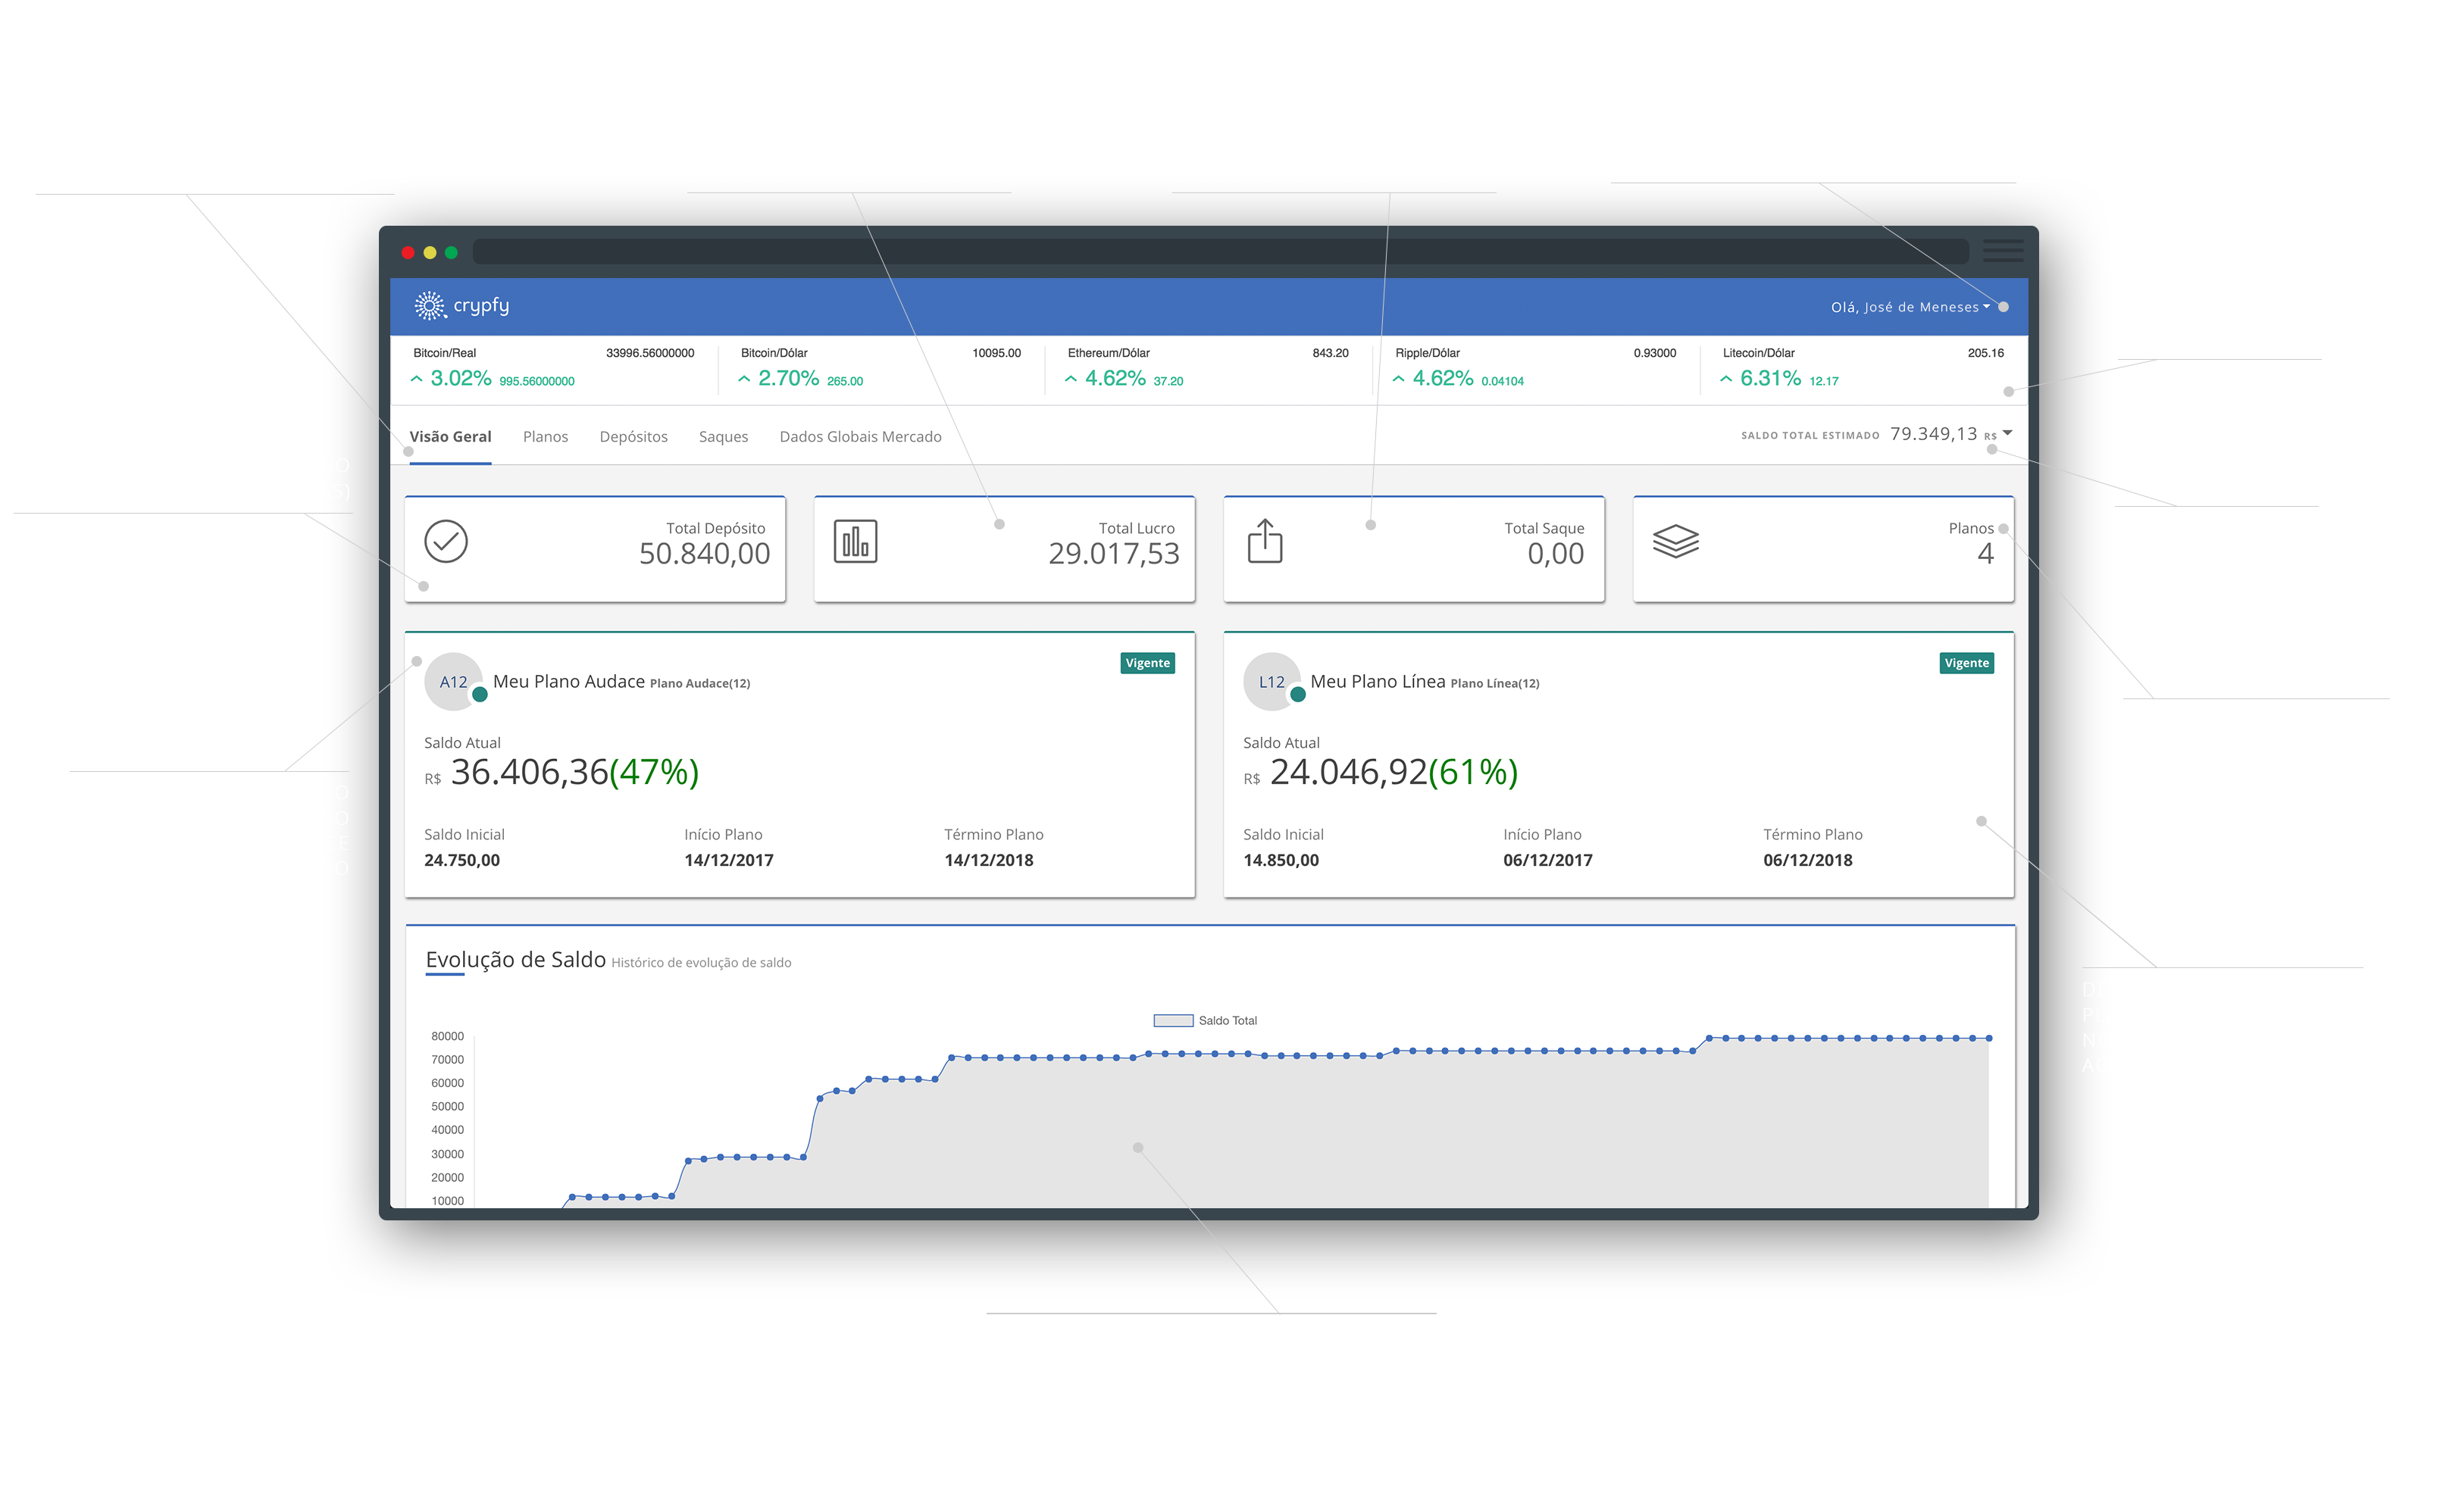 crypfy
Olá, José de Meneses
Bitcoin/Real 33996.56000000
3.02% 995.56000000
Bitcoin/Dólar 10095.00
2.70% 265.00
Ethereum/Dólar 843.20
4.62% 37.20
Ripple/Dólar 0.93000
4.62% 0.04104
Litecoin/Dólar 205.16
6.31% 12.17
Visão Geral Planos Depósitos Saques Dados Globais Mercado
SALDO TOTAL ESTIMADO 79.349,13 R$
Total Depósito
50.840,00
Total Lucro
29.017,53
Total Saque
0,00
Planos
4
A12 Meu Plano Audace Plano Audace(12) Vigente
Saldo Atual
R$ 36.406,36(47%)
Saldo Inicial Início Plano Término Plano
24.750,00 14/12/2017 14/12/2018
L12 Meu Plano Línea Plano Línea(12) Vigente
Saldo Atual
R$ 24.046,92(61%)
Saldo Inicial Início Plano Término Plano
14.850,00 06/12/2017 06/12/2018
Evolução de Saldo Histórico de evolução de saldo
Saldo Total
80000
70000
60000
50000
40000
30000
20000
10000